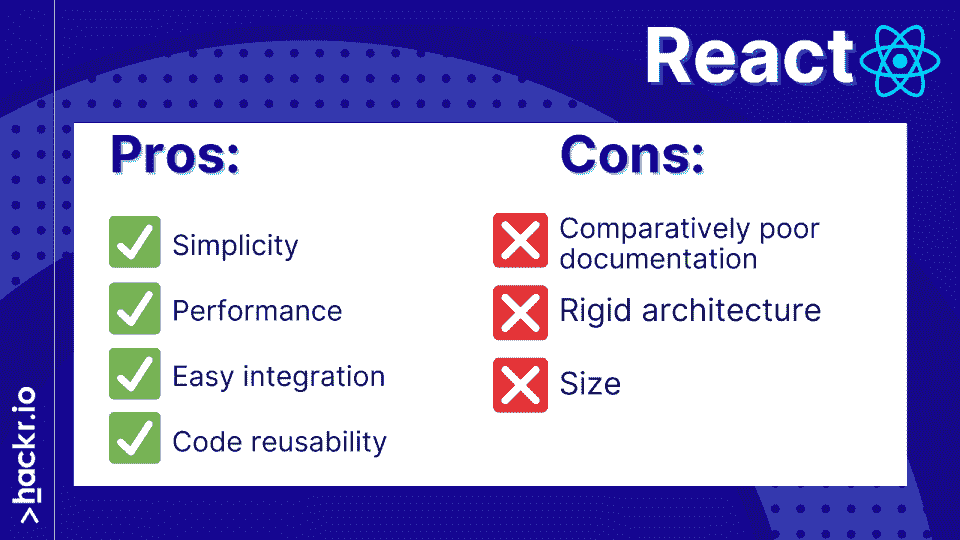 React
Pros:
Simplicity
Performance
Easy integration
Code reusability
Cons:
Comparatively poor
documentation
Rigid architecture
Size
>hackr.io